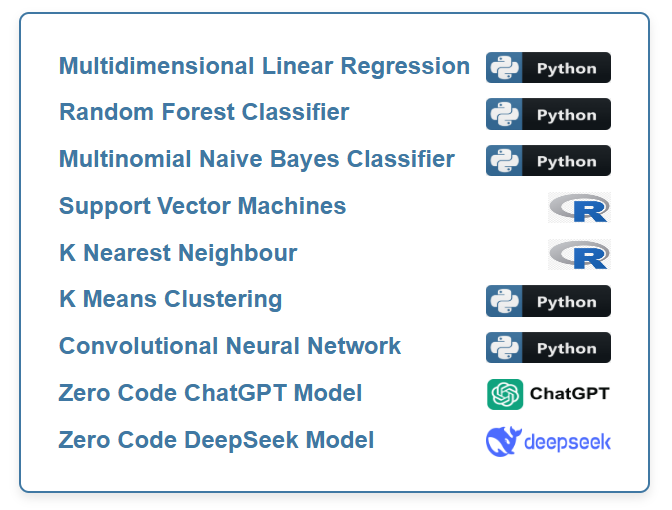 Multidimensional Linear Regression Python
Random Forest Classifier Python
Multinomial Naive Bayes Classifier Python
Support Vector Machines R
K Nearest Neighbour R
K Means Clustering Python
Convolutional Neural Network Python
Zero Code ChatGPT Model ChatGPT
Zero Code DeepSeek Model deepseek